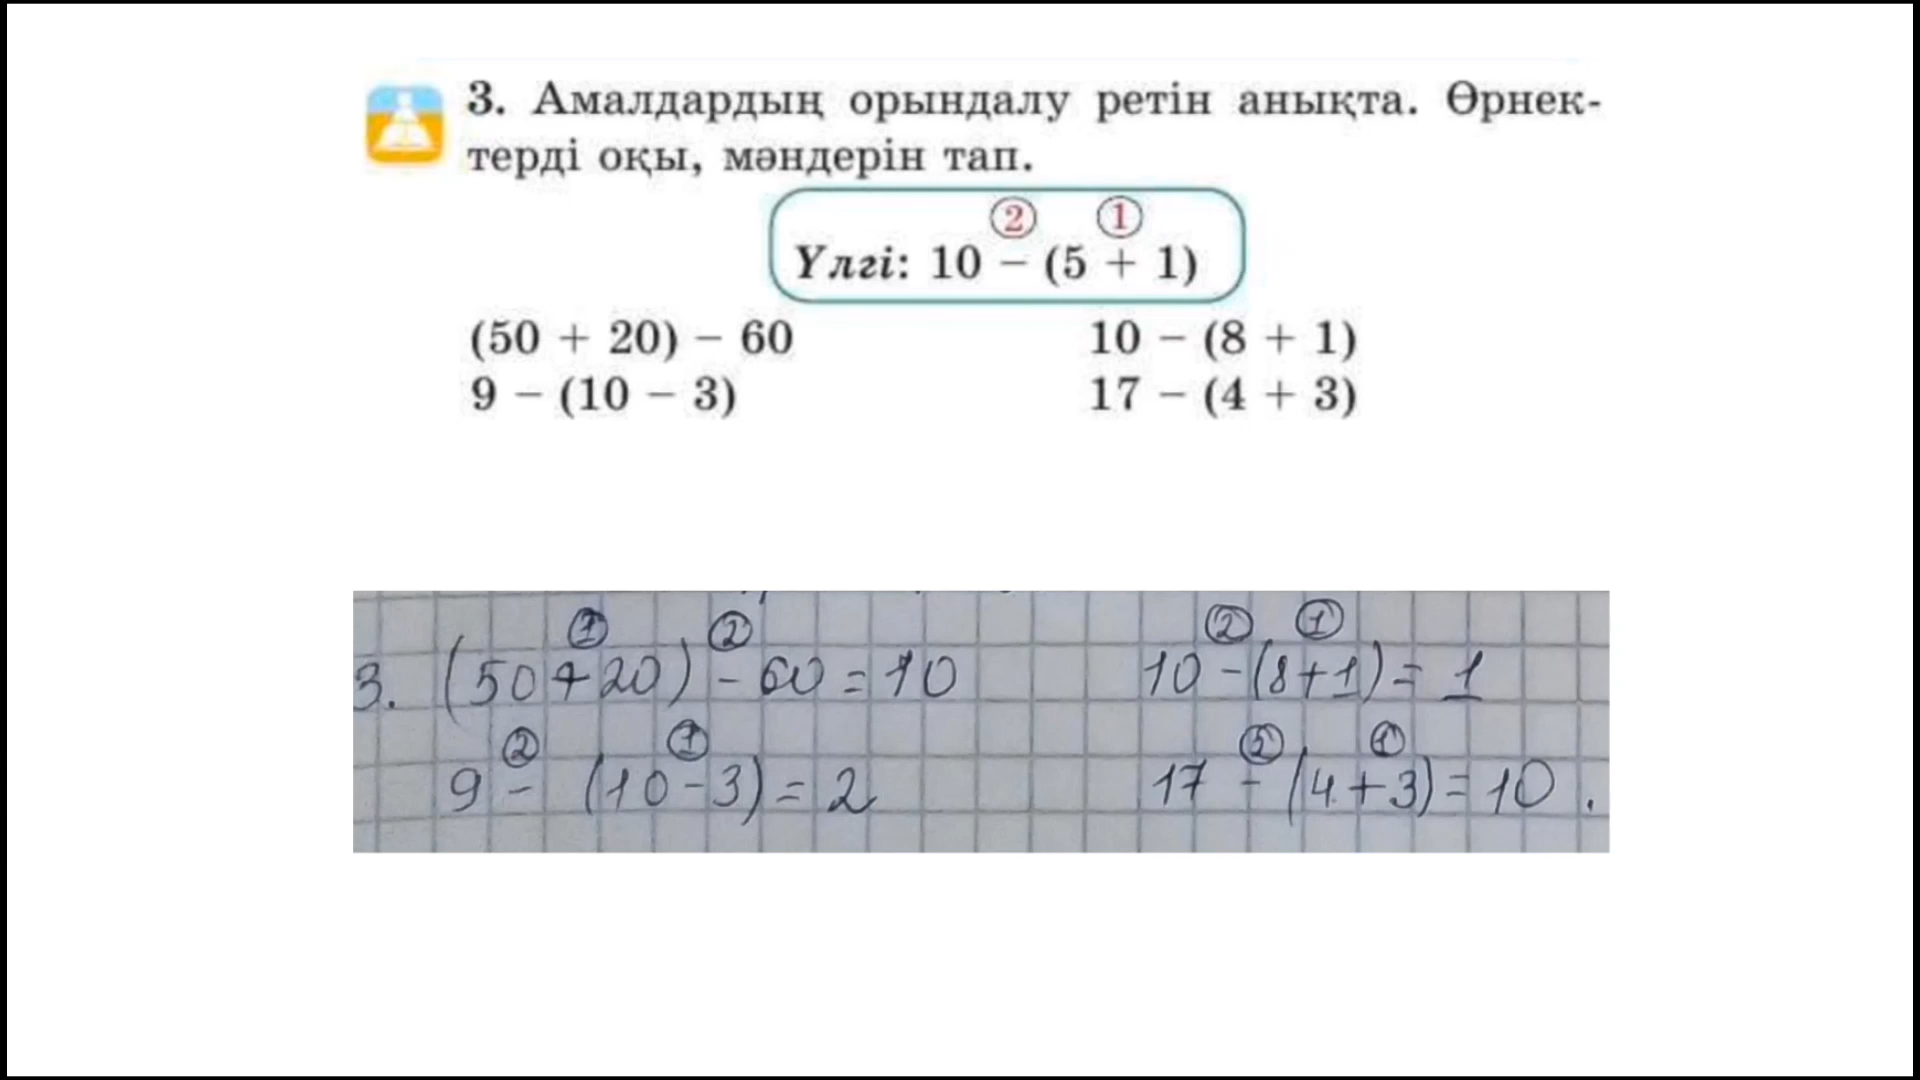 3. Амалдардың орындалу ретін анықта. Өрнек-
терді оқы, мәндерін тап.
2 1
Үлгі: 10 − (5 + 1)
(50 + 20) − 60 10 − (8 + 1)
9 − (10 − 3) 17 − (4 + 3)
1 2 2 1
3. (50+20) - 60 = 10 10 - (8+1) = 1
2 1 1
9 - (10-3) = 2 17 - (4+3) = 10.